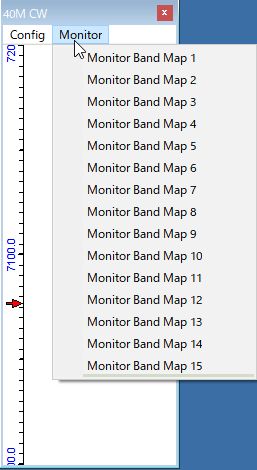 40M CW
x
Config Monitor
720
Monitor Band Map 1
Monitor Band Map 2
Monitor Band Map 3
Monitor Band Map 4
Monitor Band Map 5
Monitor Band Map 6
Monitor Band Map 7
Monitor Band Map 8
Monitor Band Map 9
7100.0
Monitor Band Map 10
Monitor Band Map 11
Monitor Band Map 12
Monitor Band Map 13
Monitor Band Map 14
Monitor Band Map 15
00.0